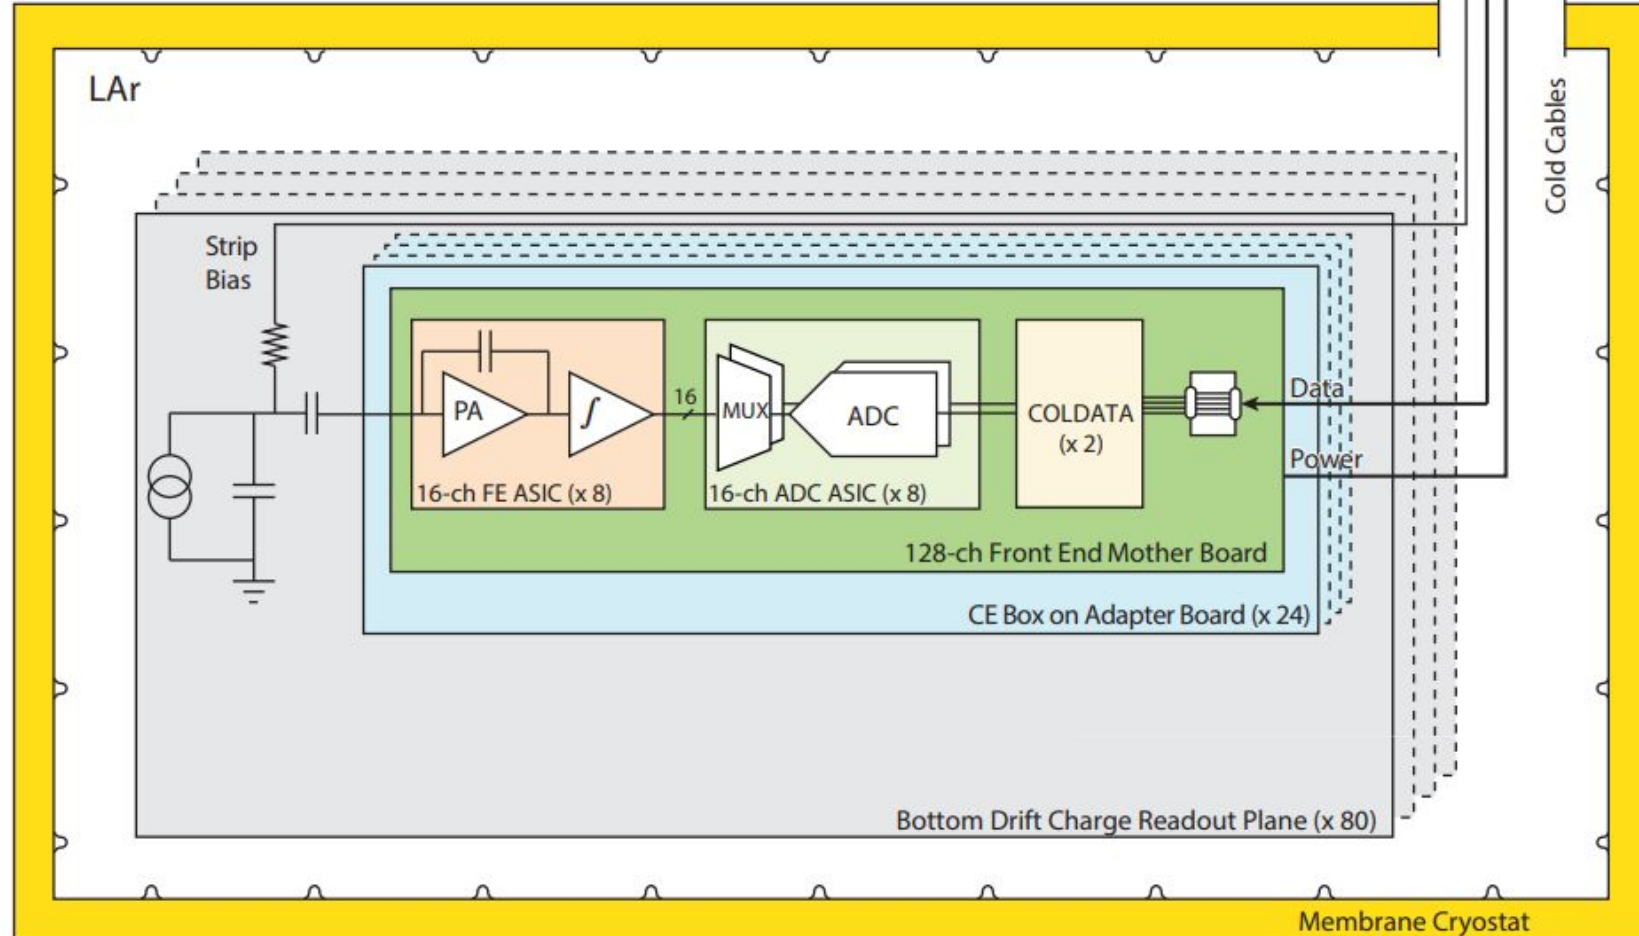 LAr
Cold Cables
Strip
Bias
PA
∫
16
MUX
ADC
COLDATA
(x 2)
Data
Power
16-ch FE ASIC (x 8)
16-ch ADC ASIC (x 8)
128-ch Front End Mother Board
CE Box on Adapter Board (x 24)
Bottom Drift Charge Readout Plane (x 80)
Membrane Cryostat